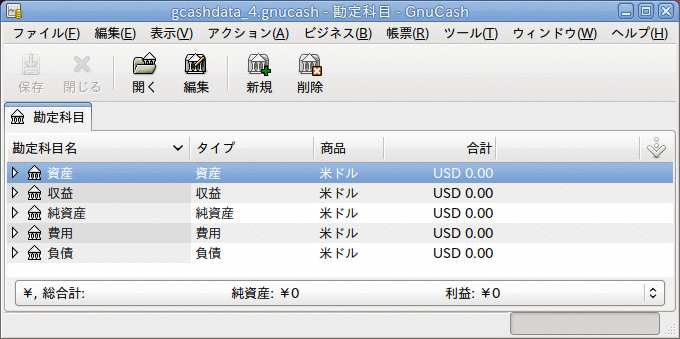 gcashdata_4.gnucash - 勘定科目 - GnuCash
ファイル(F) 編集(E) 表示(V) アクション(A) ビジネス(B) 帳票(R) ツール(T) ウィンドウ(W) ヘルプ(H)
保存 閉じる 開く 編集 新規 削除
勘定科目
勘定科目名 タイプ 商品 合計
資産 資産 米ドル USD 0.00
収益 収益 米ドル USD 0.00
純資産 純資産 米ドル USD 0.00
費用 費用 米ドル USD 0.00
負債 負債 米ドル USD 0.00
¥, 総合計: 純資産: ¥0 利益: ¥0